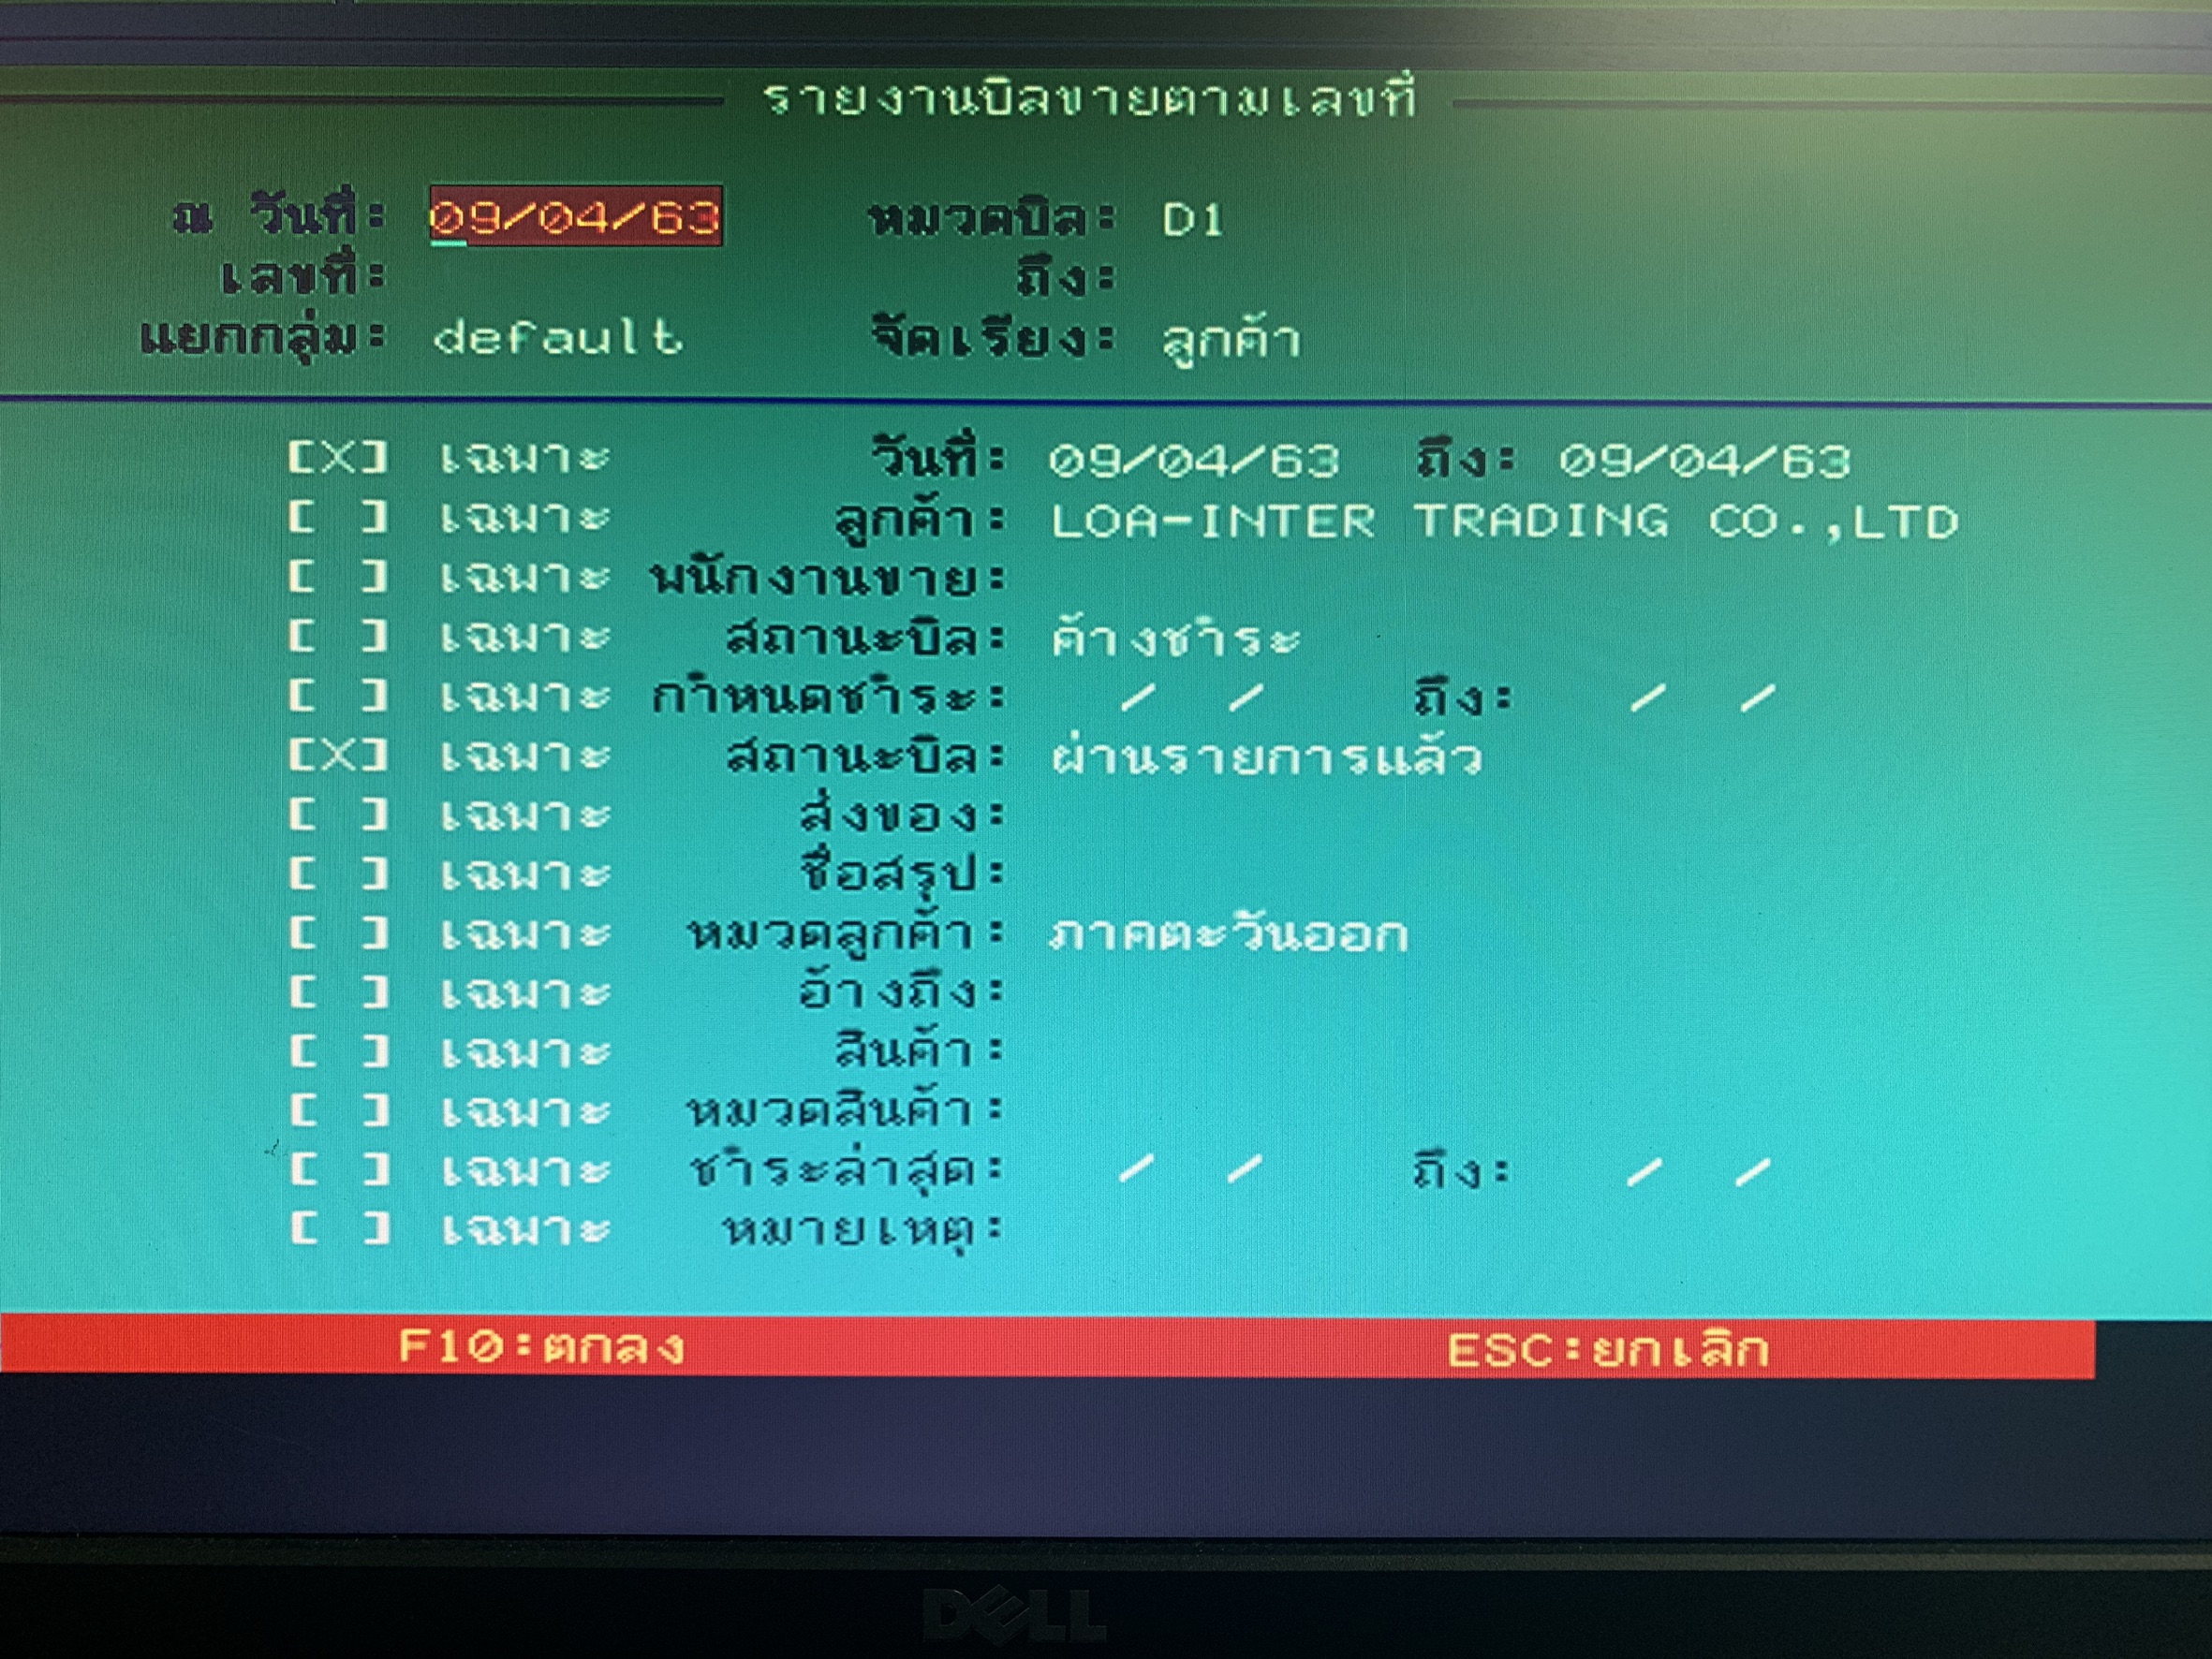 รายงานบิลขายตามเลขที่
ณ วันที่: 09/04/63 หมวดบิล: D1
เลขที่: ถึง:
แยกกลุ่ม: default จัดเรียง: ลูกค้า
[X] เฉพาะ วันที่: 09/04/63 ถึง: 09/04/63
[ ] เฉพาะ ลูกค้า: LOA-INTER TRADING CO.,LTD
[ ] เฉพาะ พนักงานขาย:
[ ] เฉพาะ สถานะบิล: ค้างชำระ
[ ] เฉพาะ กำหนดชำระ: / / ถึง: / /
[X] เฉพาะ สถานะบิล: ผ่านรายการแล้ว
[ ] เฉพาะ ส่งของ:
[ ] เฉพาะ ชื่อสรุป:
[ ] เฉพาะ หมวดลูกค้า: ภาคตะวันออก
[ ] เฉพาะ อ้างถึง:
[ ] เฉพาะ สินค้า:
[ ] เฉพาะ หมวดสินค้า:
[ ] เฉพาะ ชำระล่าสุด: / / ถึง: / /
[ ] เฉพาะ หมายเหตุ:
F10:ตกลง ESC:ยกเลิก
DELL